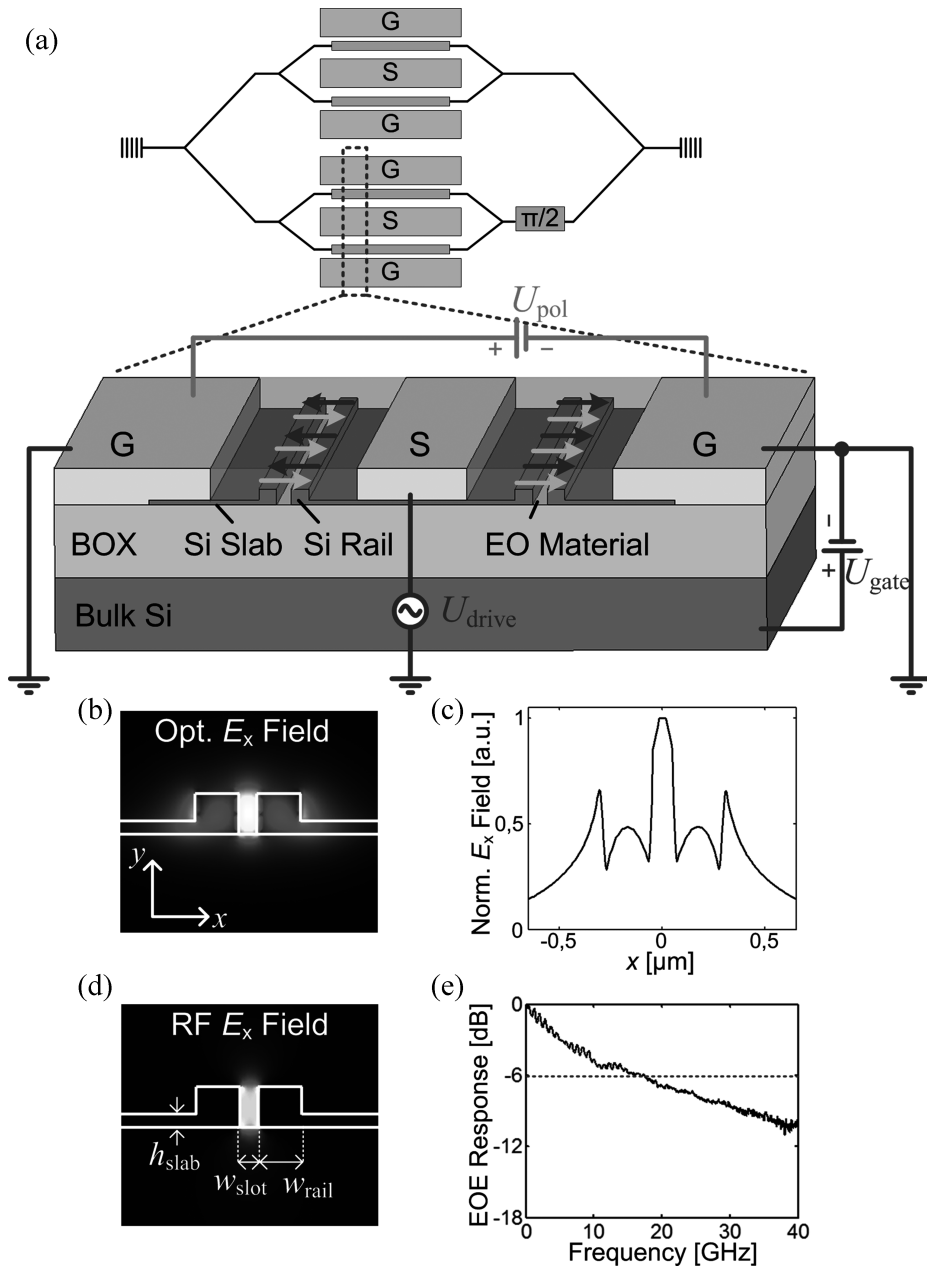 (a)
G
S
G
G
S
π/2
G
U_pol
+ −
G S G
BOX Si Slab Si Rail EO Material
Bulk Si
U_drive
-
+
U_gate
(b)
Opt. E_x Field
y
x
(c)
Norm. E_x Field [a.u.]
1
0,5
0
-0,5 0 0,5
x [µm]
(d)
RF E_x Field
h_slab
w_slot w_rail
(e)
EOE Response [dB]
0
-6
-12
-18
0 10 20 30 40
Frequency [GHz]